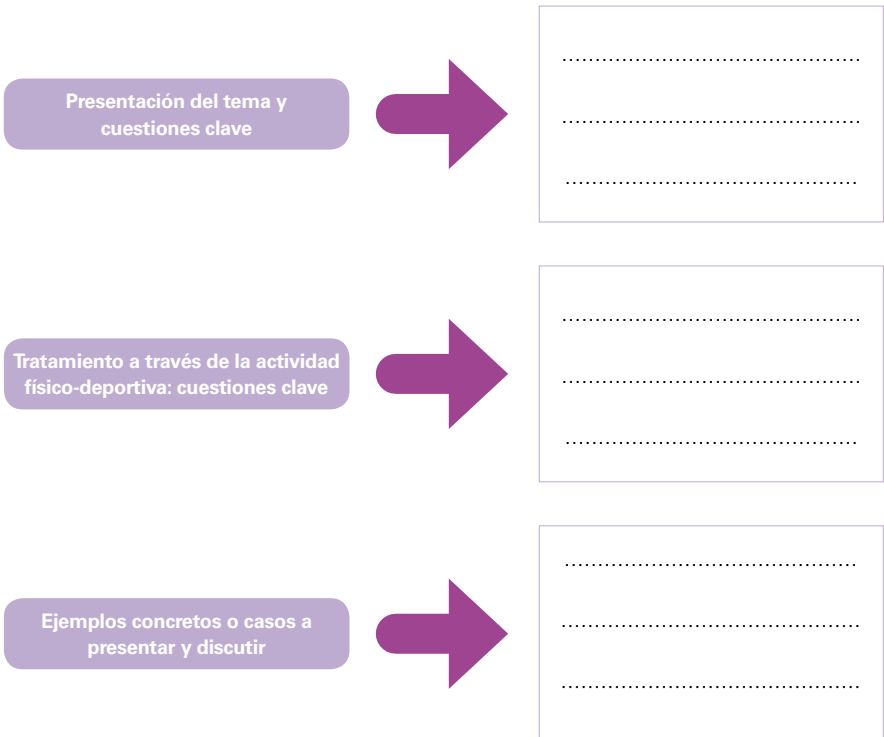 Presentación del tema y
cuestiones clave
Tratamiento a través de la actividad
físico-deportiva: cuestiones clave
Ejemplos concretos o casos a
presentar y discutir